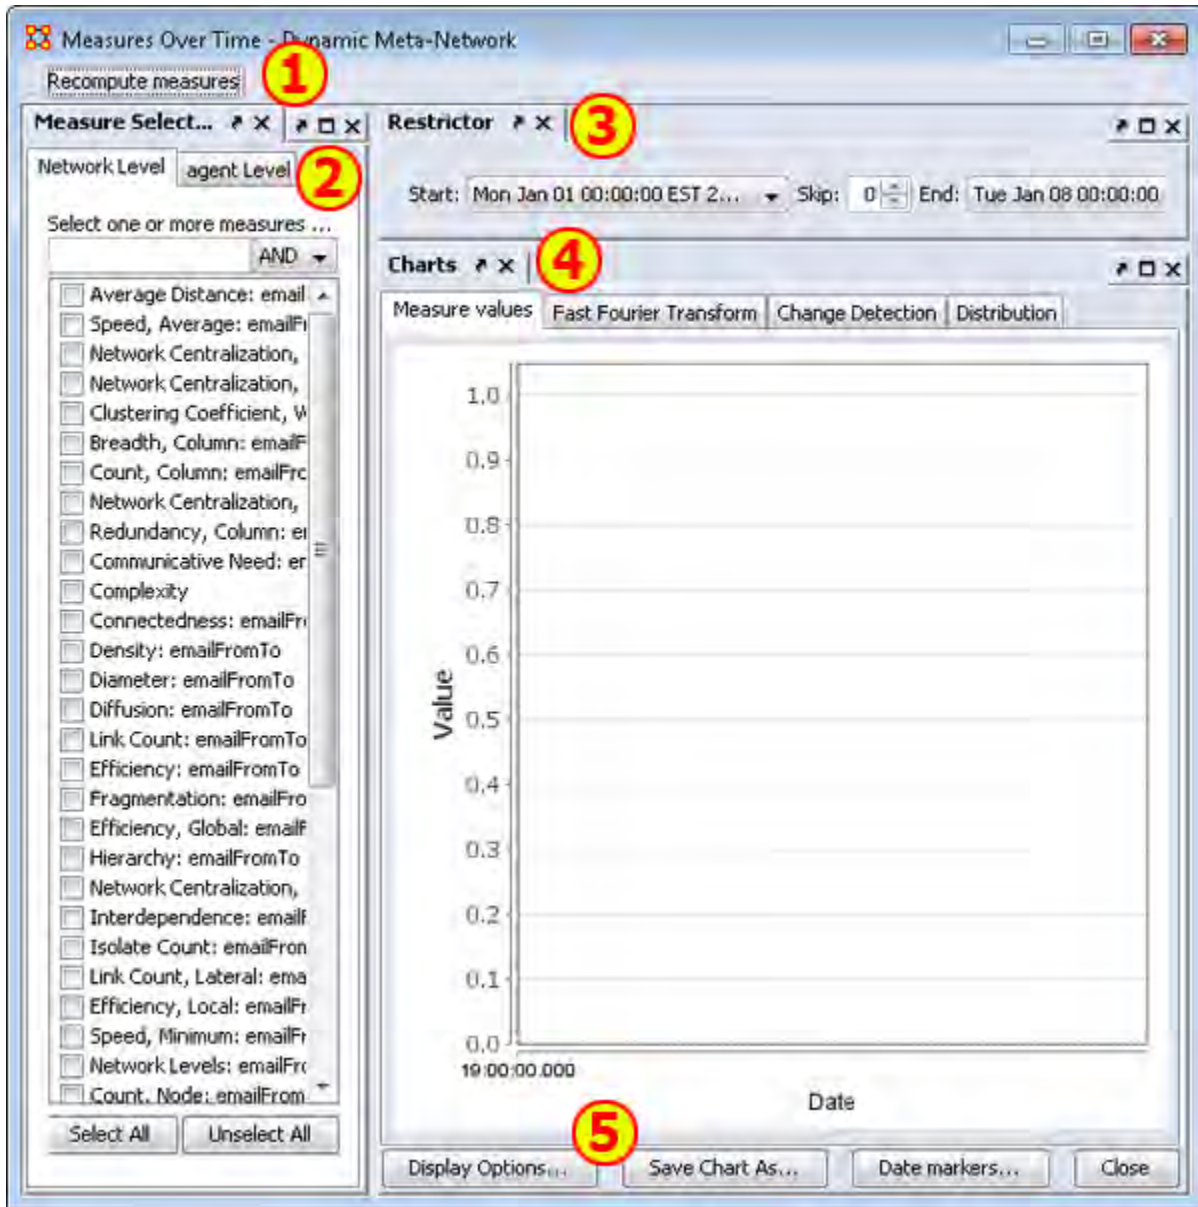 Measures Over Time - Dynamic Meta-Network
Recompute measures
1
Measure Select...
Network Level
agent Level
2
Select one or more measures ...
AND
Average Distance: email
Speed, Average: emailFr
Network Centralization,
Network Centralization,
Clustering Coefficient, W
Breadth, Column: emailF
Count, Column: emailFrc
Network Centralization,
Redundancy, Column: er
Communicative Need: er
Complexity
Connectedness: emailFr
Density: emailFromTo
Diameter: emailFromTo
Diffusion: emailFromTo
Link Count: emailFromTo
Efficiency: emailFromTo
Fragmentation: emailFro
Efficiency, Global: emailF
Hierarchy: emailFromTo
Network Centralization,
Interdependence: emailF
Isolate Count: emailFron
Link Count, Lateral: ema
Efficiency, Local: emailFr
Speed, Minimum: emailFr
Network Levels: emailFrc
Count, Node: emailFrom
Select All
Unselect All
Restrictor
3
Start: Mon Jan 01 00:00:00 EST 2... Skip: 0 End: Tue Jan 08 00:00:00
Charts
4
Measure values
Fast Fourier Transform
Change Detection
Distribution
1.0
0.9
0.8
0.7
0.6
0.5
0.4
0.3
0.2
0.1
0.0
Value
19:00:00.000
Date
5
Display Options...
Save Chart As...
Date markers...
Close